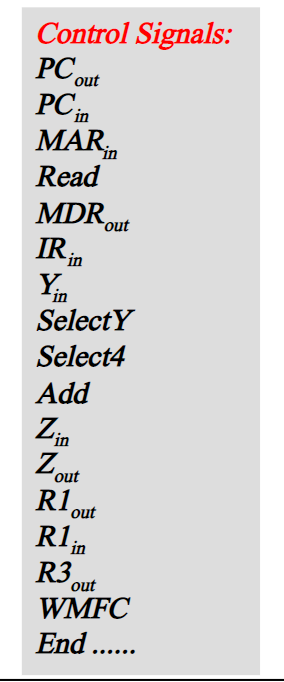 Control Signals:
PCout
PCin
MARin
Read
MDRout
IRin
Yin
SelectY
Select4
Add
Zin
Zout
R1out
R1in
R3out
WMFC
End ......